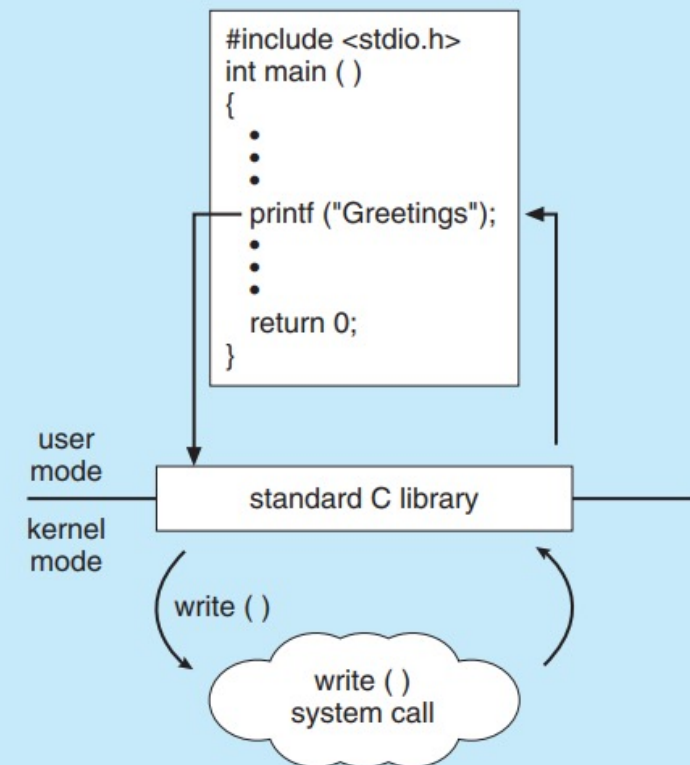 #include <stdio.h>
int main ( )
{
•
•
•
printf ("Greetings");
•
•
•
return 0;
}
user
mode
standard C library
kernel
mode
write ( )
write ( )
system call